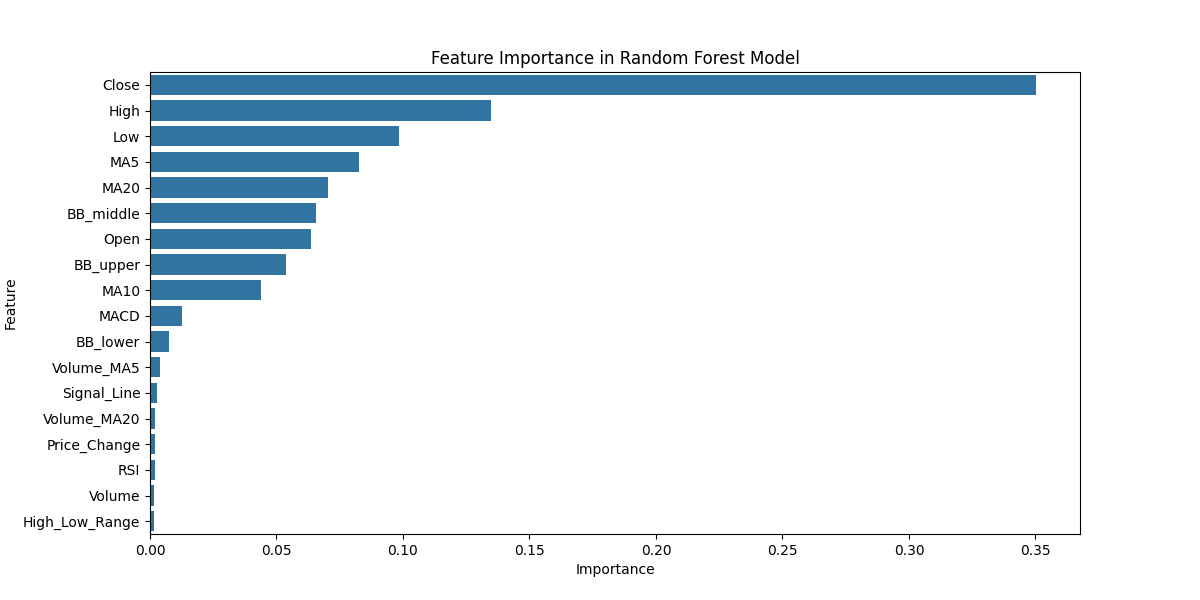 Feature Importance in Random Forest Model
Feature
Close
High
Low
MA5
MA20
BB_middle
Open
BB_upper
MA10
MACD
BB_lower
Volume_MA5
Signal_Line
Volume_MA20
Price_Change
RSI
Volume
High_Low_Range
0.00 0.05 0.10 0.15 0.20 0.25 0.30 0.35
Importance